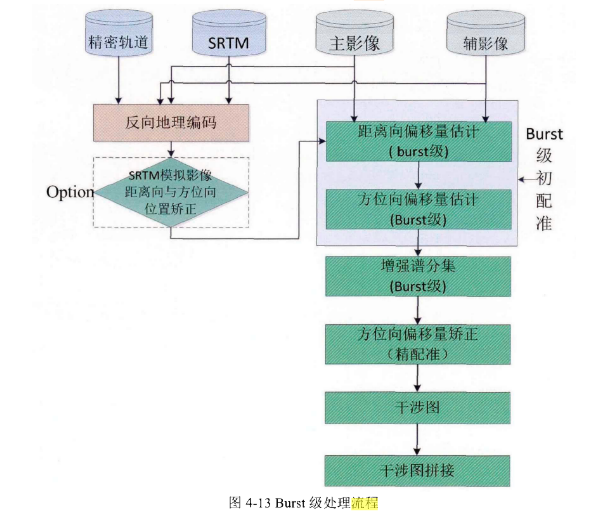 精密轨道
SRTM
主影像
辅影像
反向地理编码
Option
SRTM模拟影像
距离向与方位向
位置矫正
距离向偏移量估计
( burst级)
方位向偏移量估计
(Burst级)
Burst
级
初
配
准
增强谱分集
(Burst级)
方位向偏移量矫正
（精配准）
干涉图
干涉图拼接
图 4-13 Burst 级处理流程